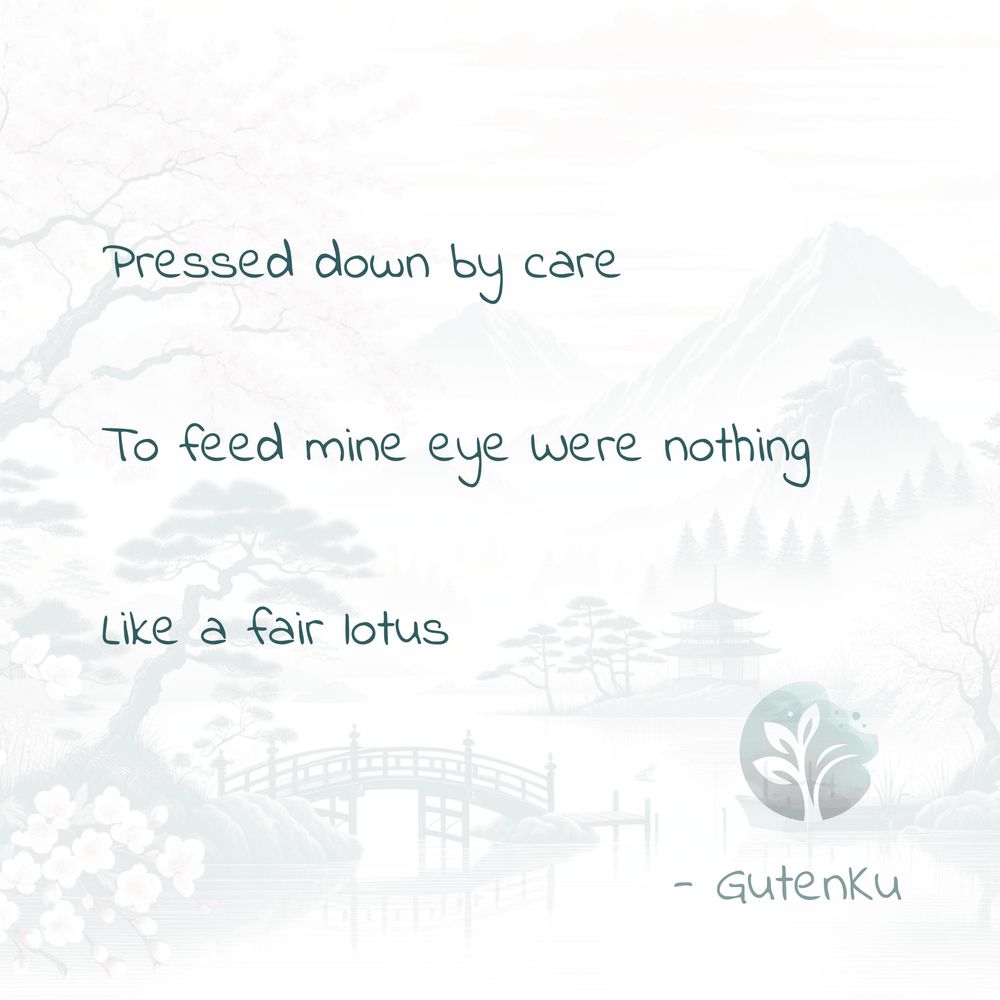 Pressed down by care
To feed mine eye were nothing
Like a fair lotus
- GutenKu